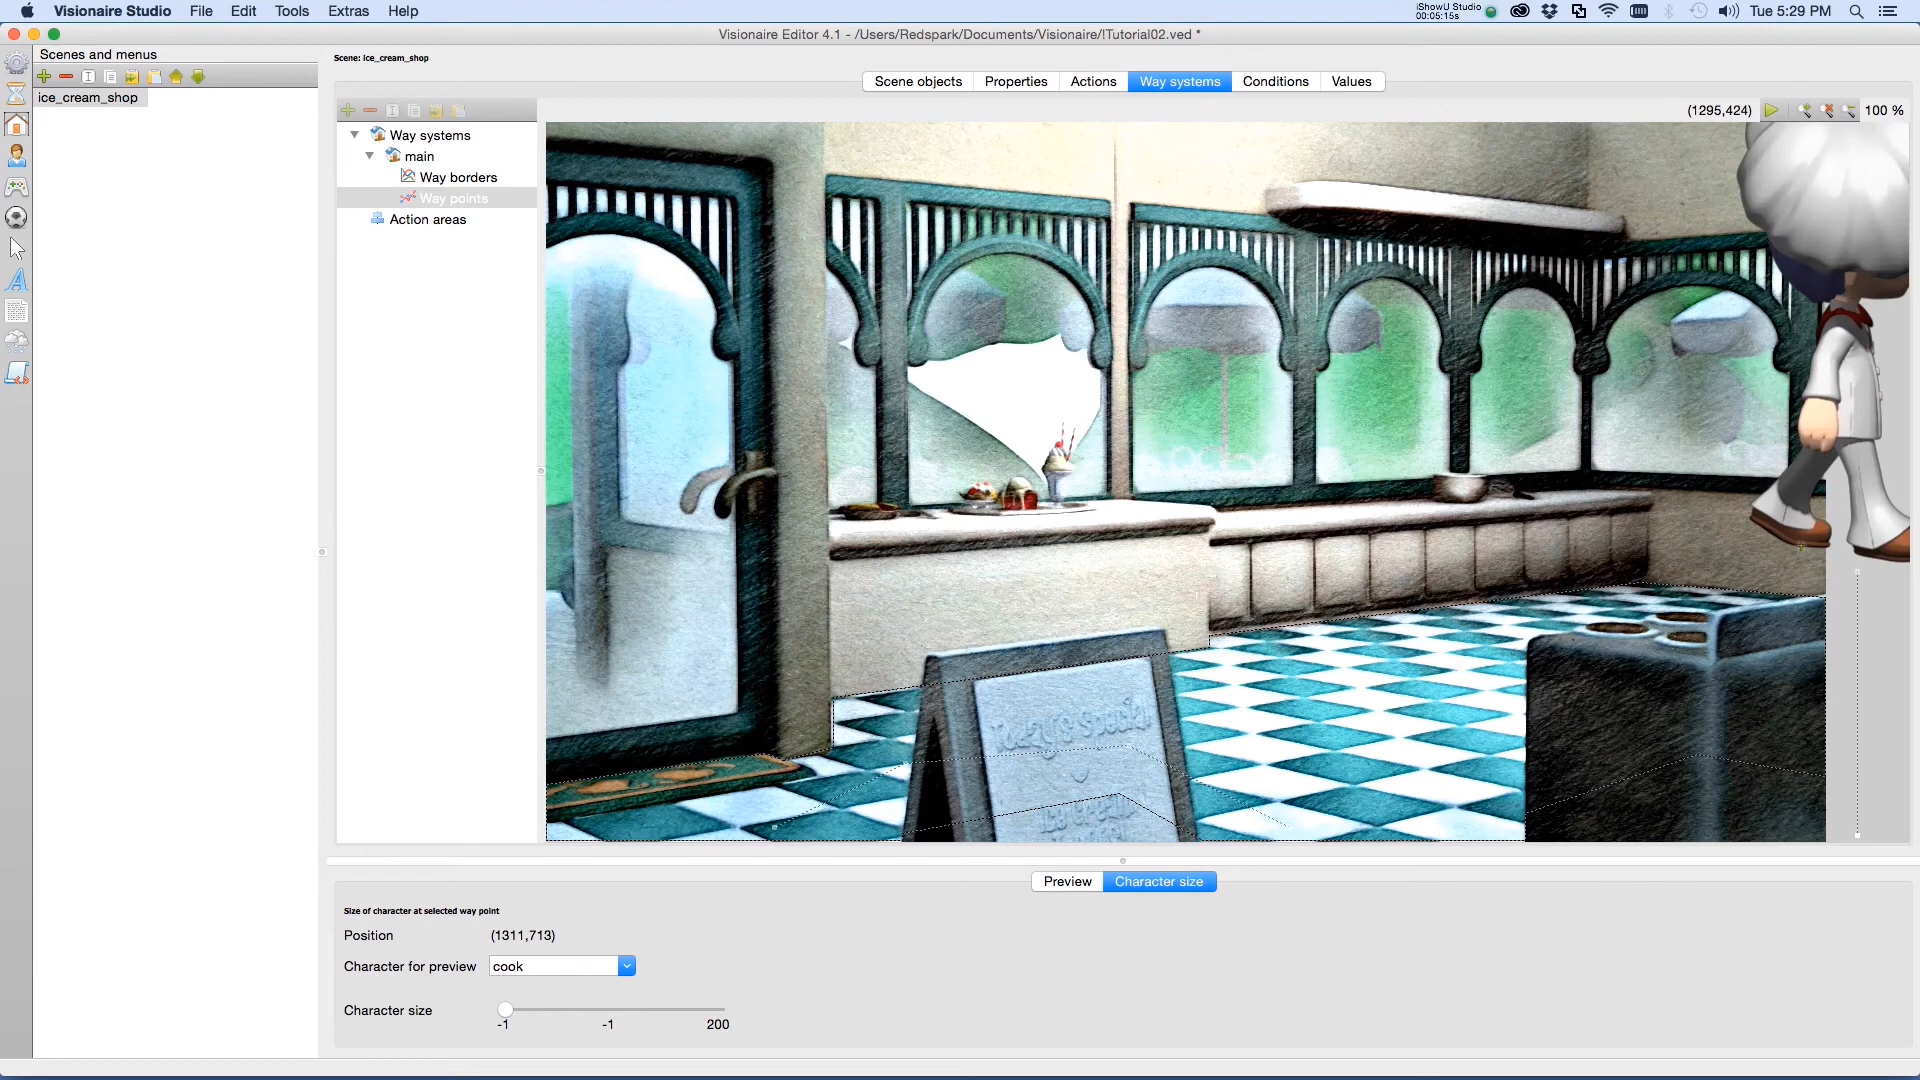 Visionaire Studio File Edit Tools Extras Help
iShowU Studio
00:05:15s
Tue 5:29 PM
Visionaire Editor 4.1 - /Users/Redspark/Documents/Visionaire/!Tutorial02.ved *
Scenes and menus
ice_cream_shop
Scene: ice_cream_shop
Scene objects Properties Actions Way systems Conditions Values
(1295,424) 100 %
Way systems
main
Way borders
Way points
Action areas
Today's Special
Preview Character size
Size of character at selected way point
Position (1311,713)
Character for preview cook
Character size
-1 -1 200